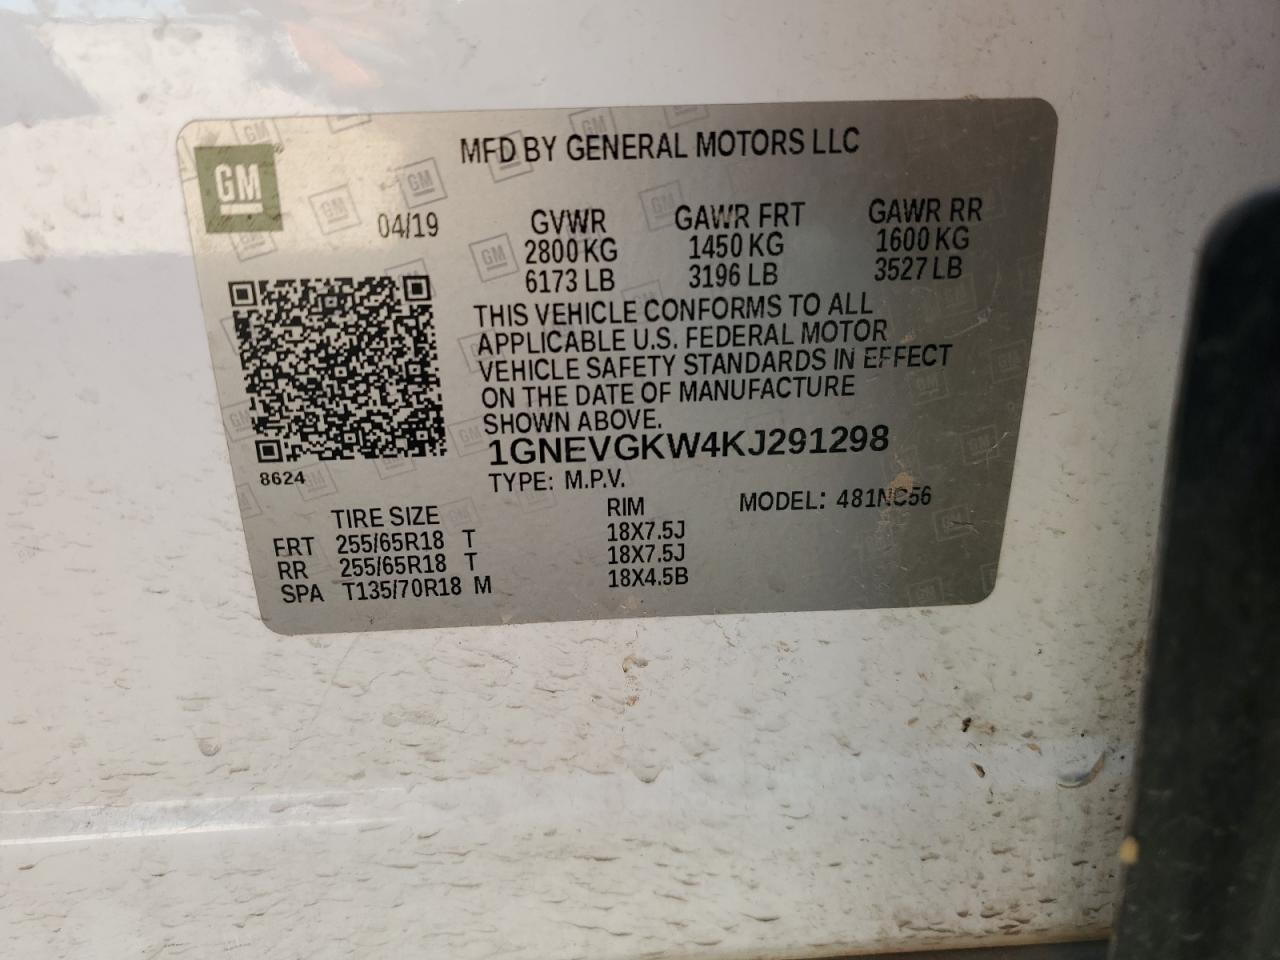 MFD BY GENERAL MOTORS LLC
GM
04/19
GVWR GAWR FRT GAWR RR
2800 KG 1450 KG 1600 KG
6173 LB 3196 LB 3527 LB
THIS VEHICLE CONFORMS TO ALL
APPLICABLE U.S. FEDERAL MOTOR
VEHICLE SAFETY STANDARDS IN EFFECT
ON THE DATE OF MANUFACTURE
SHOWN ABOVE.
1GNEVGKW4KJ291298
8624
TYPE: M.P.V.
MODEL: 481NC56
TIRE SIZE RIM
FRT 255/65R18 T 18X7.5J
RR 255/65R18 T 18X7.5J
SPA T135/70R18 M 18X4.5B